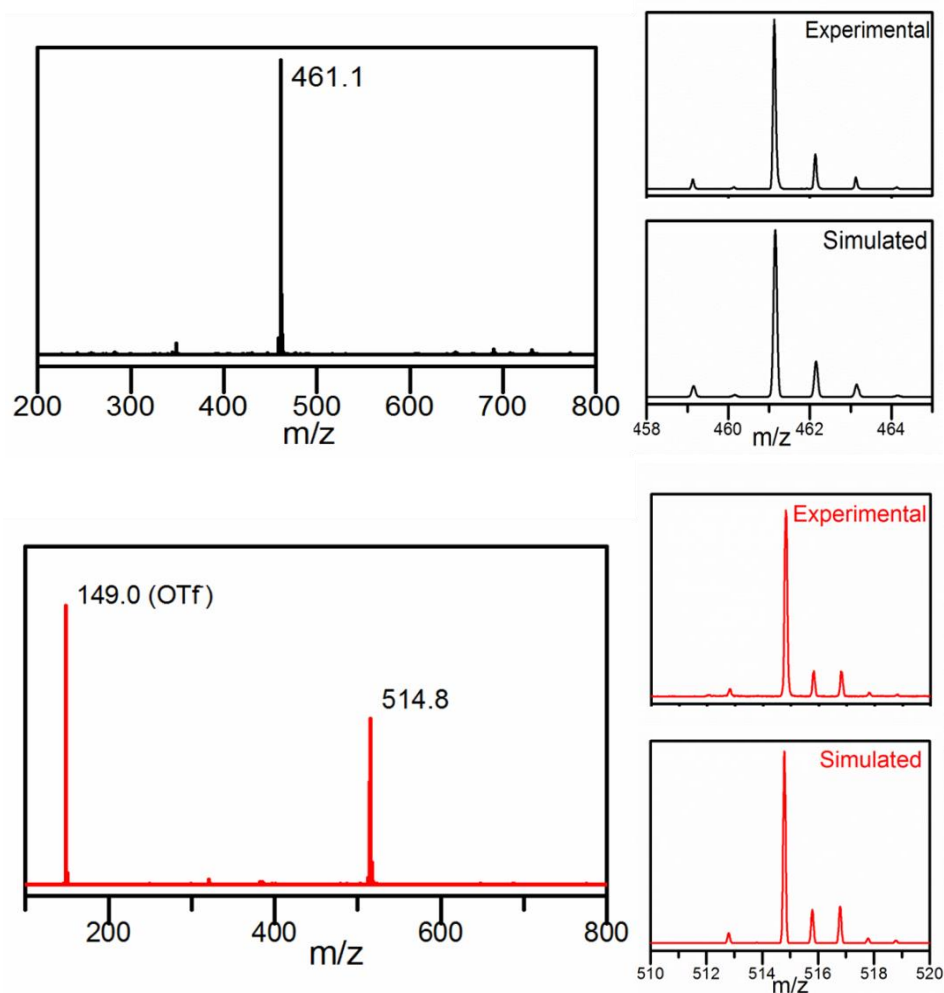 461.1
200 300 400 500 600 700 800
m/z
Experimental
Simulated
458 460 462 464
m/z
149.0 (OTf⁻)
514.8
200 400 600 800
m/z
Experimental
Simulated
510 512 514 516 518 520
m/z